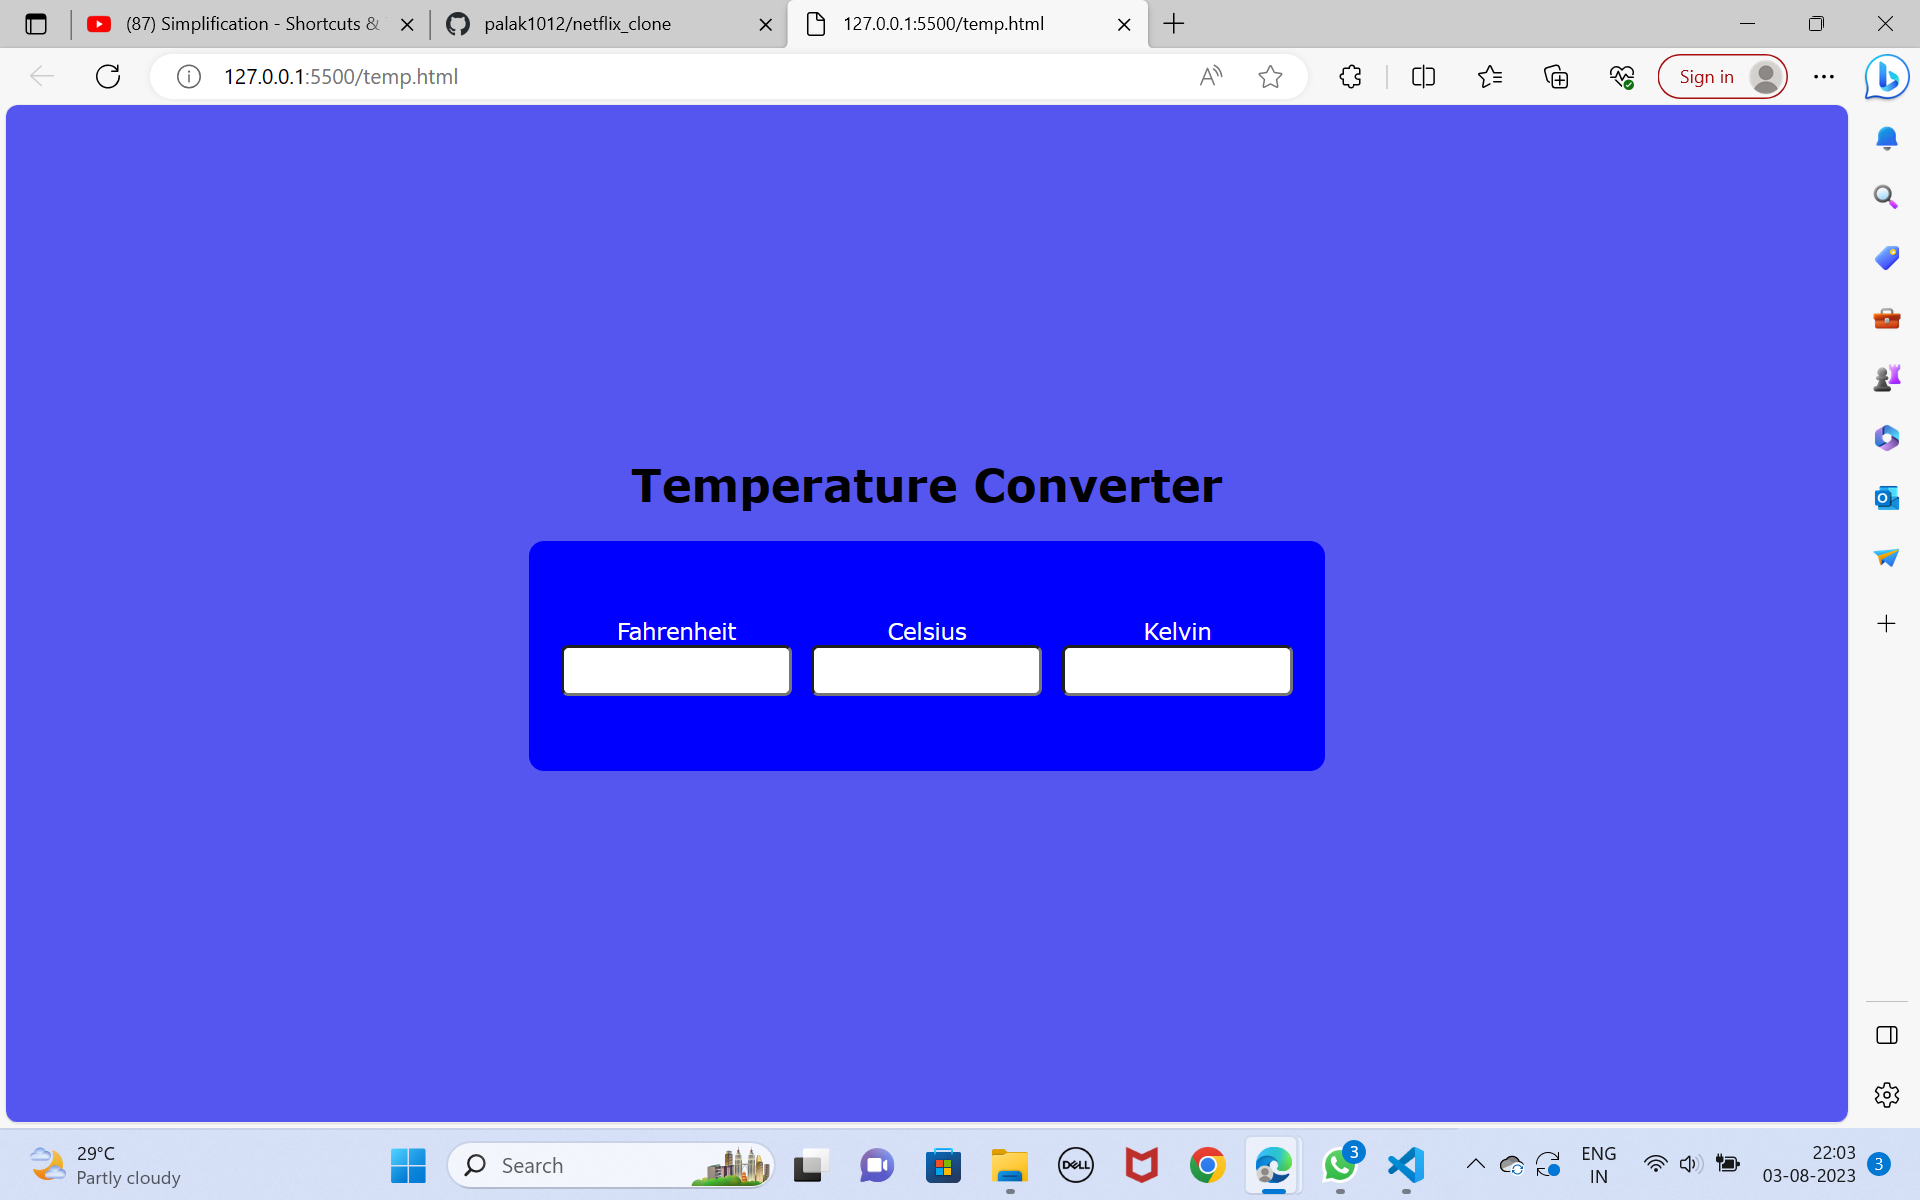 (87) Simplification - Shortcuts &
palak1012/netflix_clone
127.0.0.1:5500/temp.html
127.0.0.1:5500/temp.html
Sign in
Temperature Converter
Fahrenheit
Celsius
Kelvin
29°C
Partly cloudy
Search
DELL
3
ENG
IN
22:03
03-08-2023
3